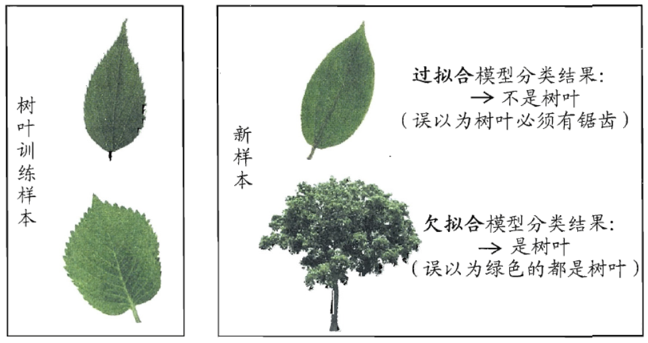 树叶训练样本
新样本
过拟合模型分类结果：
→ 不是树叶
（误以为树叶必须有锯齿）
欠拟合模型分类结果：
→ 是树叶
（误以为绿色的都是树叶）